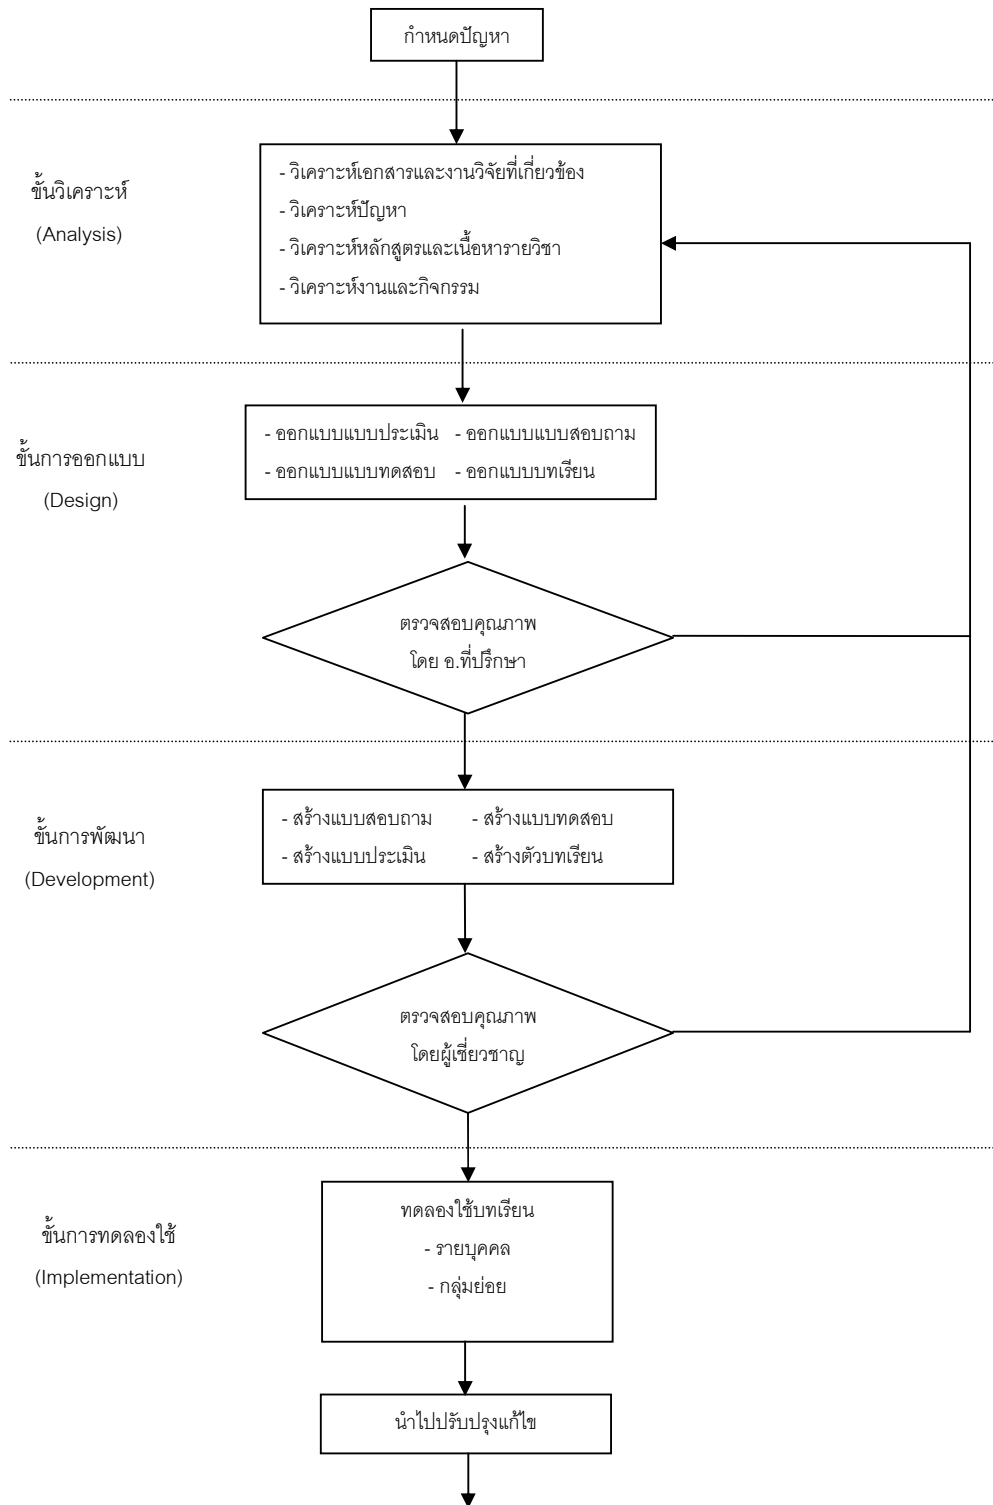 กำหนดปัญหา
ขั้นวิเคราะห์
(Analysis)
- วิเคราะห์เอกสารและงานวิจัยที่เกี่ยวข้อง
- วิเคราะห์ปัญหา
- วิเคราะห์หลักสูตรและเนื้อหารายวิชา
- วิเคราะห์งานและกิจกรรม
ขั้นการออกแบบ
(Design)
- ออกแบบแบบประเมิน - ออกแบบแบบสอบถาม
- ออกแบบแบบทดสอบ - ออกแบบบทเรียน
ตรวจสอบคุณภาพ
โดย อ.ที่ปรึกษา
ขั้นการพัฒนา
(Development)
- สร้างแบบสอบถาม - สร้างแบบทดสอบ
- สร้างแบบประเมิน - สร้างตัวบทเรียน
ตรวจสอบคุณภาพ
โดยผู้เชี่ยวชาญ
ขั้นการทดลองใช้
(Implementation)
ทดลองใช้บทเรียน
- รายบุคคล
- กลุ่มย่อย
นำไปปรับปรุงแก้ไข